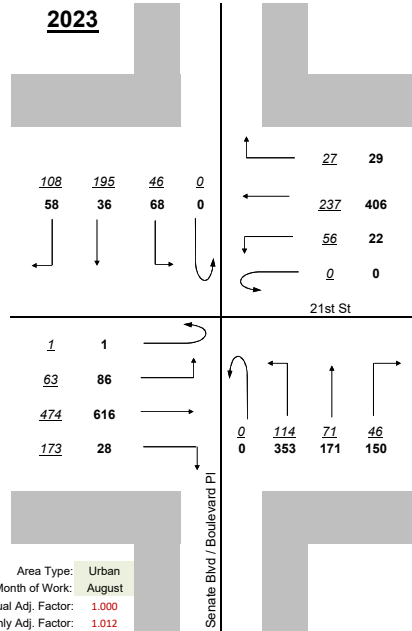 2023
108 195 46 0
58 36 68 0
27 29
237 406
56 22
0 0
21st St
1 1
63 86
474 616
173 28
0 114 71 46
0 353 171 150
Senate Blvd / Boulevard Pl
Area Type: Urban
Month of Work: August
ual Adj. Factor: 1.000
nly Adj. Factor: 1.012